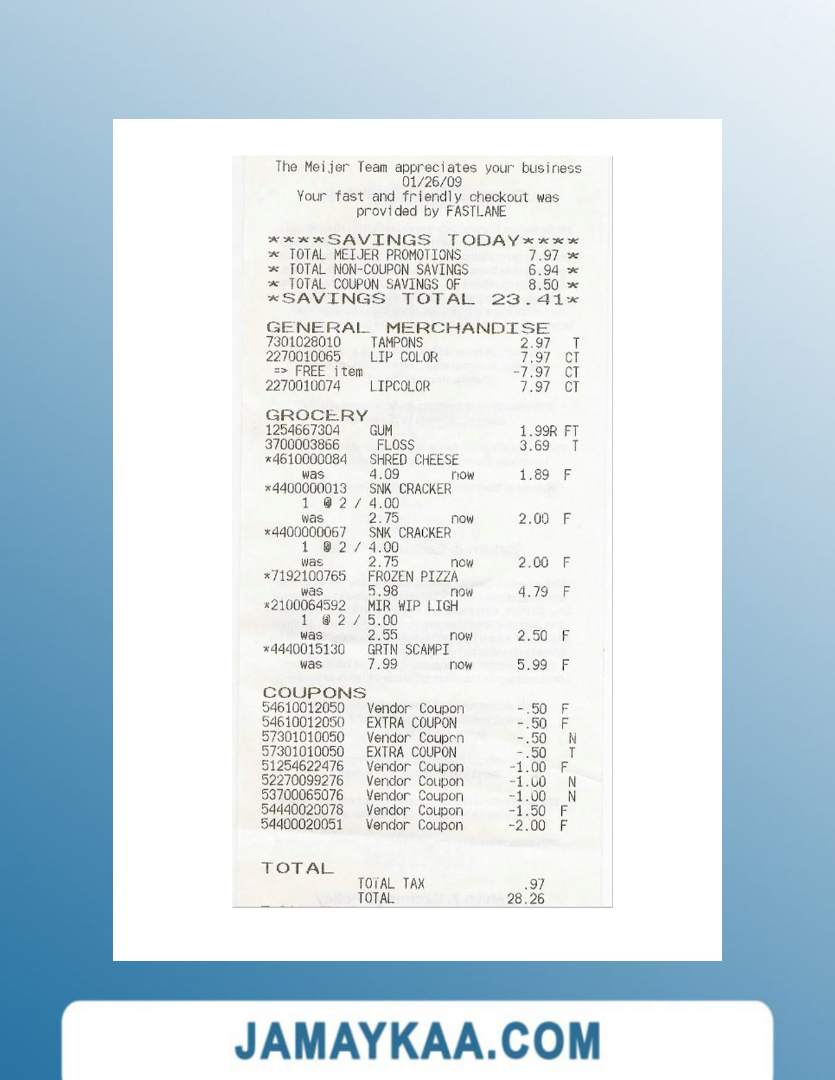 The Meijer Team appreciates your business
01/26/09
Your fast and friendly checkout was
provided by FASTLANE
****SAVINGS TODAY****
* TOTAL MEIJER PROMOTIONS 7.97 *
* TOTAL NON-COUPON SAVINGS 6.94 *
* TOTAL COUPON SAVINGS OF 8.50 *
*SAVINGS TOTAL 23.41*
GENERAL MERCHANDISE
7301028010 TAMPONS 2.97 T
2270010065 LIP COLOR 7.97 CT
=> FREE item -7.97 CT
2270010074 LIPCOLOR 7.97 CT
GROCERY
1254667304 GUM 1.99R FT
3700003866 FLOSS 3.69 T
*4610000084 SHRED CHEESE
was 4.09 now 1.89 F
*4400000013 SNK CRACKER
1 @ 2 / 4.00
was 2.75 now 2.00 F
*4400000067 SNK CRACKER
1 @ 2 / 4.00
was 2.75 now 2.00 F
*7192100765 FROZEN PIZZA
was 5.98 now 4.79 F
*2100064592 MIR WIP LIGH
1 @ 2 / 5.00
was 2.55 now 2.50 F
*4440015130 GRTN SCAMPI
was 7.99 now 5.99 F
COUPONS
54610012050 Vendor Coupon -.50 F
54610012050 EXTRA COUPON -.50 F
57301010050 Vendor Coupon -.50 N
57301010050 EXTRA COUPON -.50 T
51254622476 Vendor Coupon -1.00 F
52270099276 Vendor Coupon -1.00 N
53700065076 Vendor Coupon -1.00 N
54440020078 Vendor Coupon -1.50 F
54400020051 Vendor Coupon -2.00 F
TOTAL
TOTAL TAX .97
TOTAL 28.26
JAMAYKAA.COM